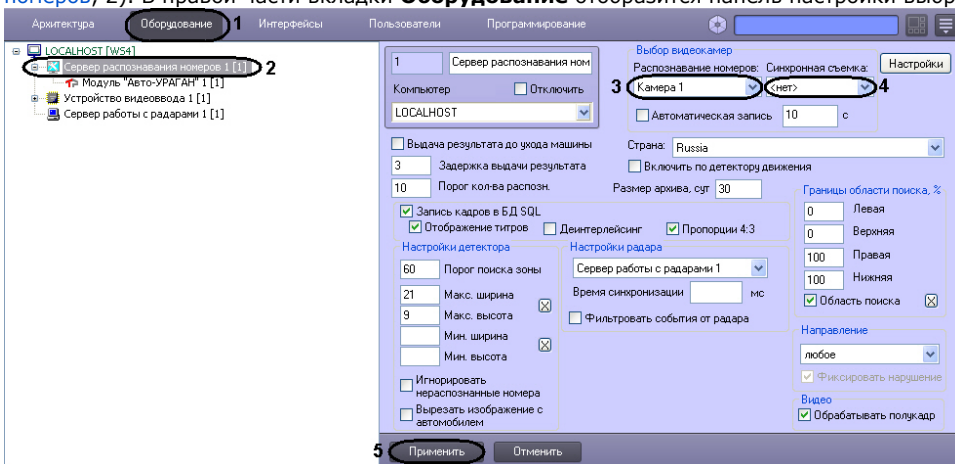 номеров, 2). В правой части вкладки Оборудование отобразится панель настройки выбр
Архитектура Оборудование 1 Интерфейсы Пользователи Программирование
LOCALHOST [WS4]
Сервер распознавания номеров 1 [1] 2
Модуль "Авто-УРАГАН" 1 [1]
Устройство видеоввода 1 [1]
Сервер работы с радарами 1 [1]
1 Сервер распознавания ном
Компьютер Отключить
LOCALHOST
Выбор видеокамер
Распознавание номеров: Синхронная съемка: Настройки
3 Камера 1 <нет> 4
Автоматическая запись 10 с
Выдача результата до ухода машины
Страна: Russia
3 Задержка выдачи результата
Включить по детектору движения
10 Порог кол-ва распозн.
Размер архива, сут 30
Запись кадров в БД SQL
Отображение титров Деинтерлейсинг Пропорции 4:3
Границы области поиска, %
0 Левая
0 Верхняя
100 Правая
100 Нижняя
Область поиска
Настройки детектора
60 Порог поиска зоны
21 Макс. ширина
9 Макс. высота
Мин. ширина
Мин. высота
Игнорировать
нераспознанные номера
Вырезать изображение с
автомобилем
Настройки радара
Сервер работы с радарами 1
Время синхронизации мс
Фильтровать события от радара
Направление
любое
Фиксировать нарушение
Видео
Обрабатывать полукадр
5 Применить Отменить